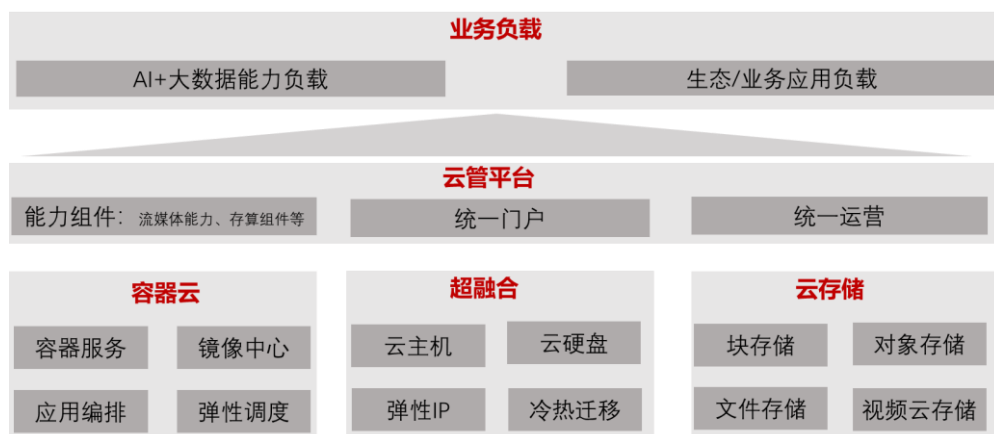 业务负载
AI+大数据能力负载
生态/业务应用负载
云管平台
能力组件：流媒体能力、存算组件等
统一门户
统一运营
容器云
超融合
云存储
容器服务
镜像中心
云主机
云硬盘
块存储
对象存储
应用编排
弹性调度
弹性IP
冷热迁移
文件存储
视频云存储